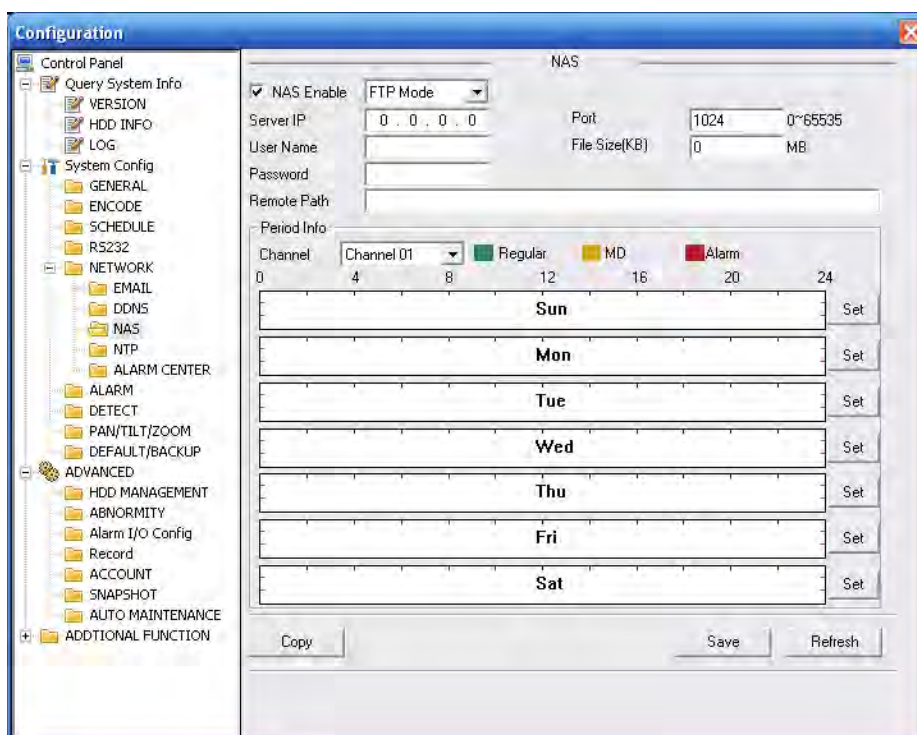 Configuration
Control Panel
Query System Info
VERSION
HDD INFO
LOG
System Config
GENERAL
ENCODE
SCHEDULE
RS232
NETWORK
EMAIL
DDNS
NAS
NTP
ALARM CENTER
ALARM
DETECT
PAN/TILT/ZOOM
DEFAULT/BACKUP
ADVANCED
HDD MANAGEMENT
ABNORMITY
Alarm I/O Config
Record
ACCOUNT
SNAPSHOT
AUTO MAINTENANCE
ADDTIONAL FUNCTION
NAS
NAS Enable FTP Mode
Server IP 0 . 0 . 0 . 0 Port 1024 0~65535
User Name File Size(KB) 0 MB
Password
Remote Path
Period Info
Channel Channel 01 Regular MD Alarm
0 4 8 12 16 20 24
Sun Set
Mon Set
Tue Set
Wed Set
Thu Set
Fri Set
Sat Set
Copy Save Refresh